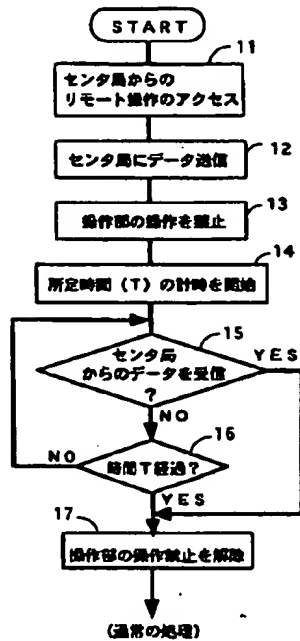 START
11
センタ局からの
リモート操作のアクセス
12
センタ局にデータ送信
13
操作部の操作を禁止
14
所定時間(T)の計時を開始
15
センタ局
からのデータを受信
?
YES
NO
16
時間T経過?
NO
YES
17
操作部の操作禁止を解除
(通常の処理)